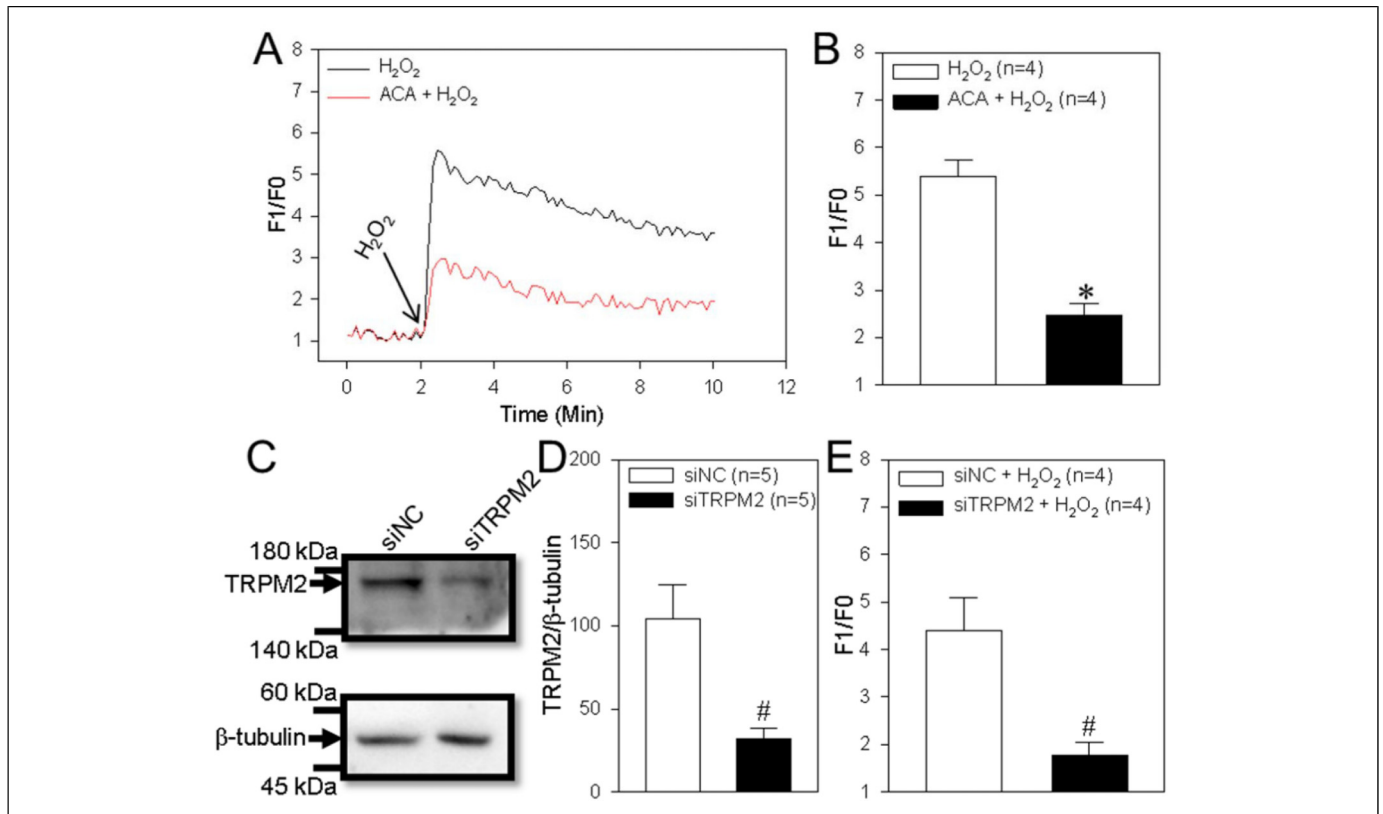 A
8
7
6
5
4
3
2
1
F1/F0
H₂O₂
ACA + H₂O₂
H₂O₂
0 2 4 6 8 10 12
Time (Min)
B
8
7
6
5
4
3
2
1
F1/F0
H₂O₂ (n=4)
ACA + H₂O₂ (n=4)
*
C
siNC
siTRPM2
180 kDa
TRPM2
140 kDa
60 kDa
β-tubulin
45 kDa
D
200
150
100
50
0
TRPM2/β-tubulin
siNC (n=5)
siTRPM2 (n=5)
#
E
8
7
6
5
4
3
2
1
F1/F0
siNC + H₂O₂ (n=4)
siTRPM2 + H₂O₂ (n=4)
#